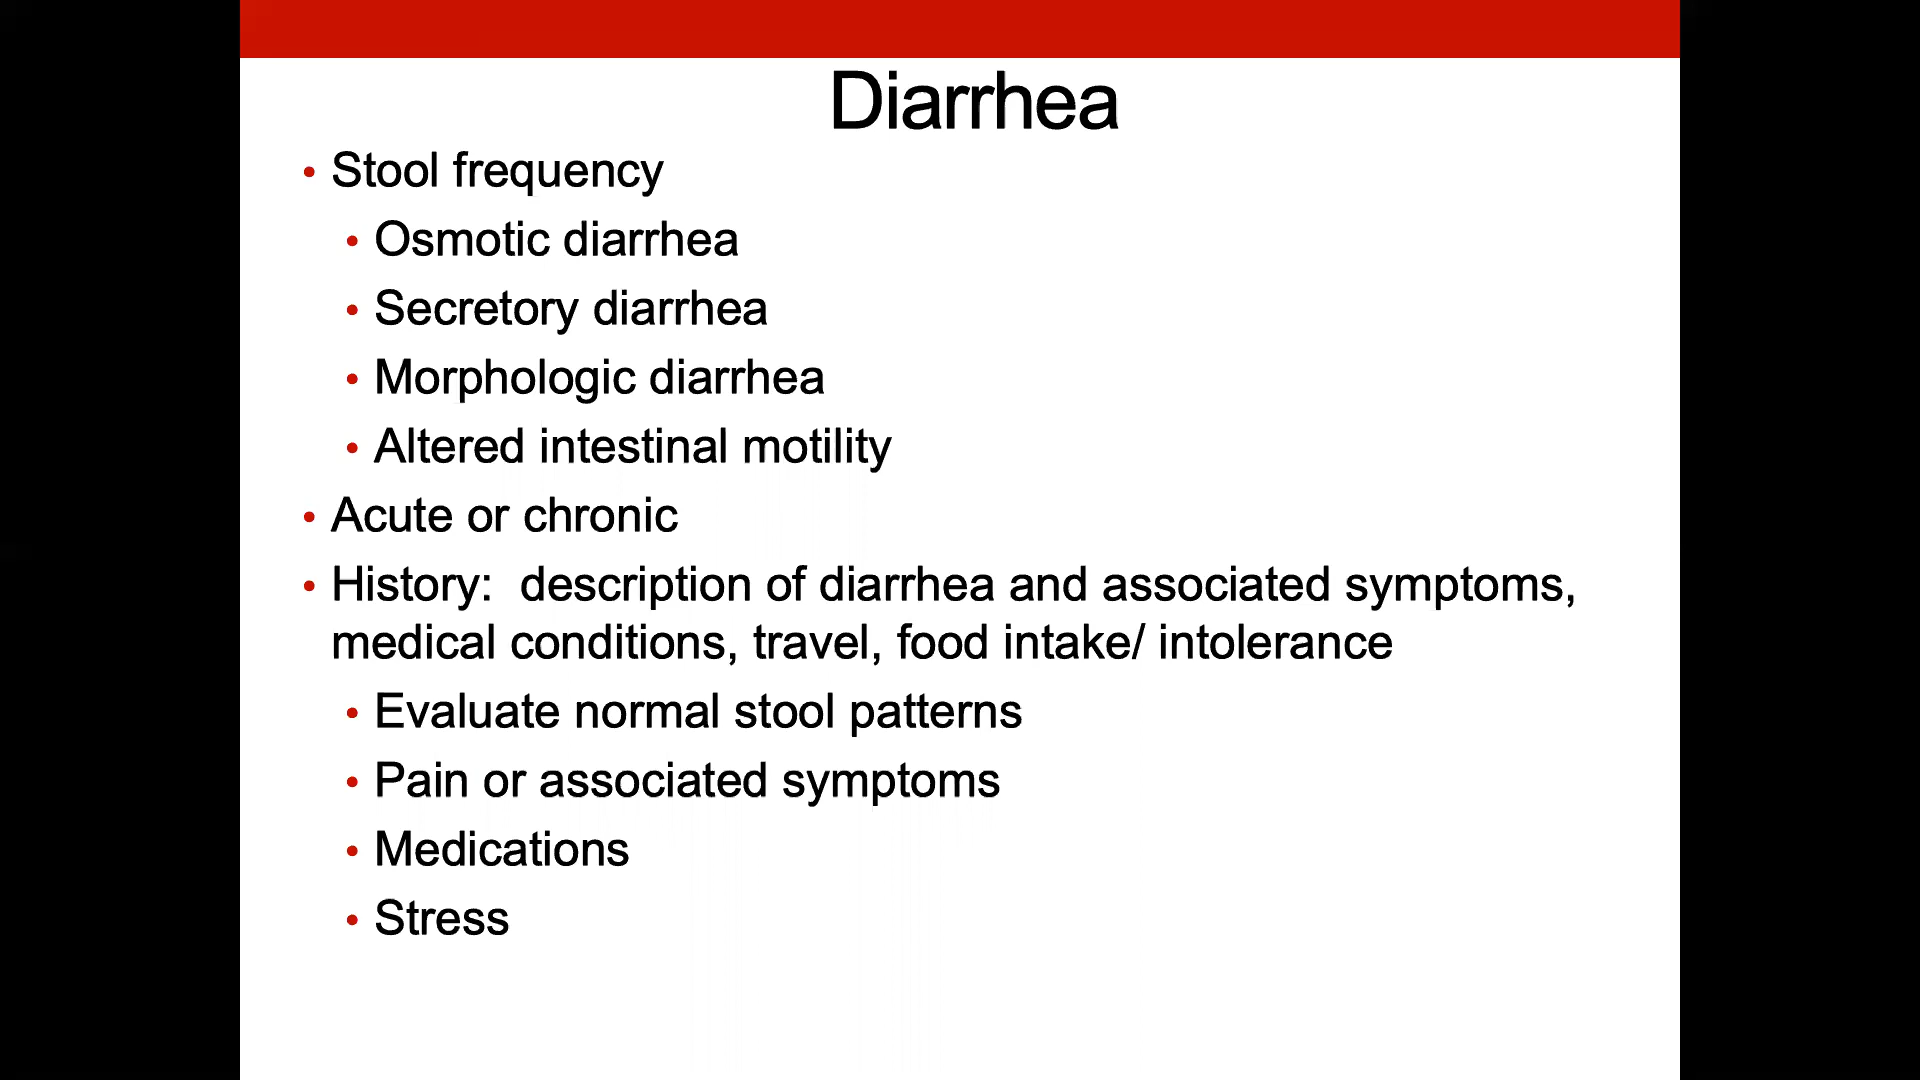 Diarrhea
• Stool frequency
• Osmotic diarrhea
• Secretory diarrhea
• Morphologic diarrhea
• Altered intestinal motility
• Acute or chronic
• History:  description of diarrhea and associated symptoms,
medical conditions, travel, food intake/ intolerance
• Evaluate normal stool patterns
• Pain or associated symptoms
• Medications
• Stress